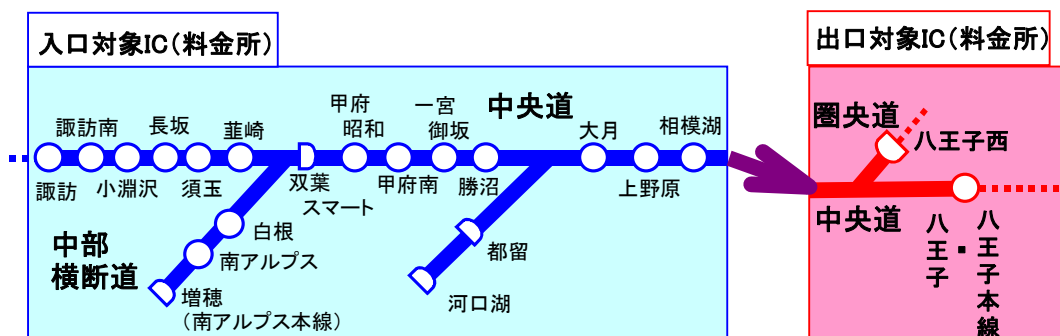 入口対象IC(料金所)
出口対象IC(料金所)
諏訪
諏訪南
小淵沢
長坂
須玉
韮崎
双葉
スマート
甲府
昭和
甲府南
一宮
御坂
勝沼
中央道
大月
上野原
相模湖
中部
横断道
白根
南アルプス
増穂
(南アルプス本線)
都留
河口湖
圏央道
八王子西
中央道
八王子
・
八王子本線